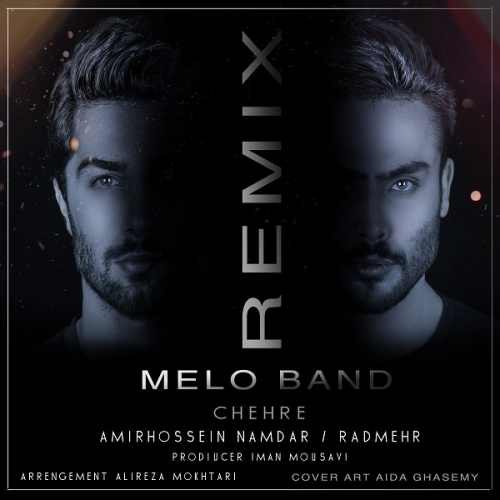 REMIX
MELO BAND
CHEHRE
AMIRHOSSEIN NAMDAR / RADMEHR
PRODUCER IMAN MOUSAVI
ARRENGEMENT ALIREZA MOKHTARI
COVER ART AIDA GHASEMY